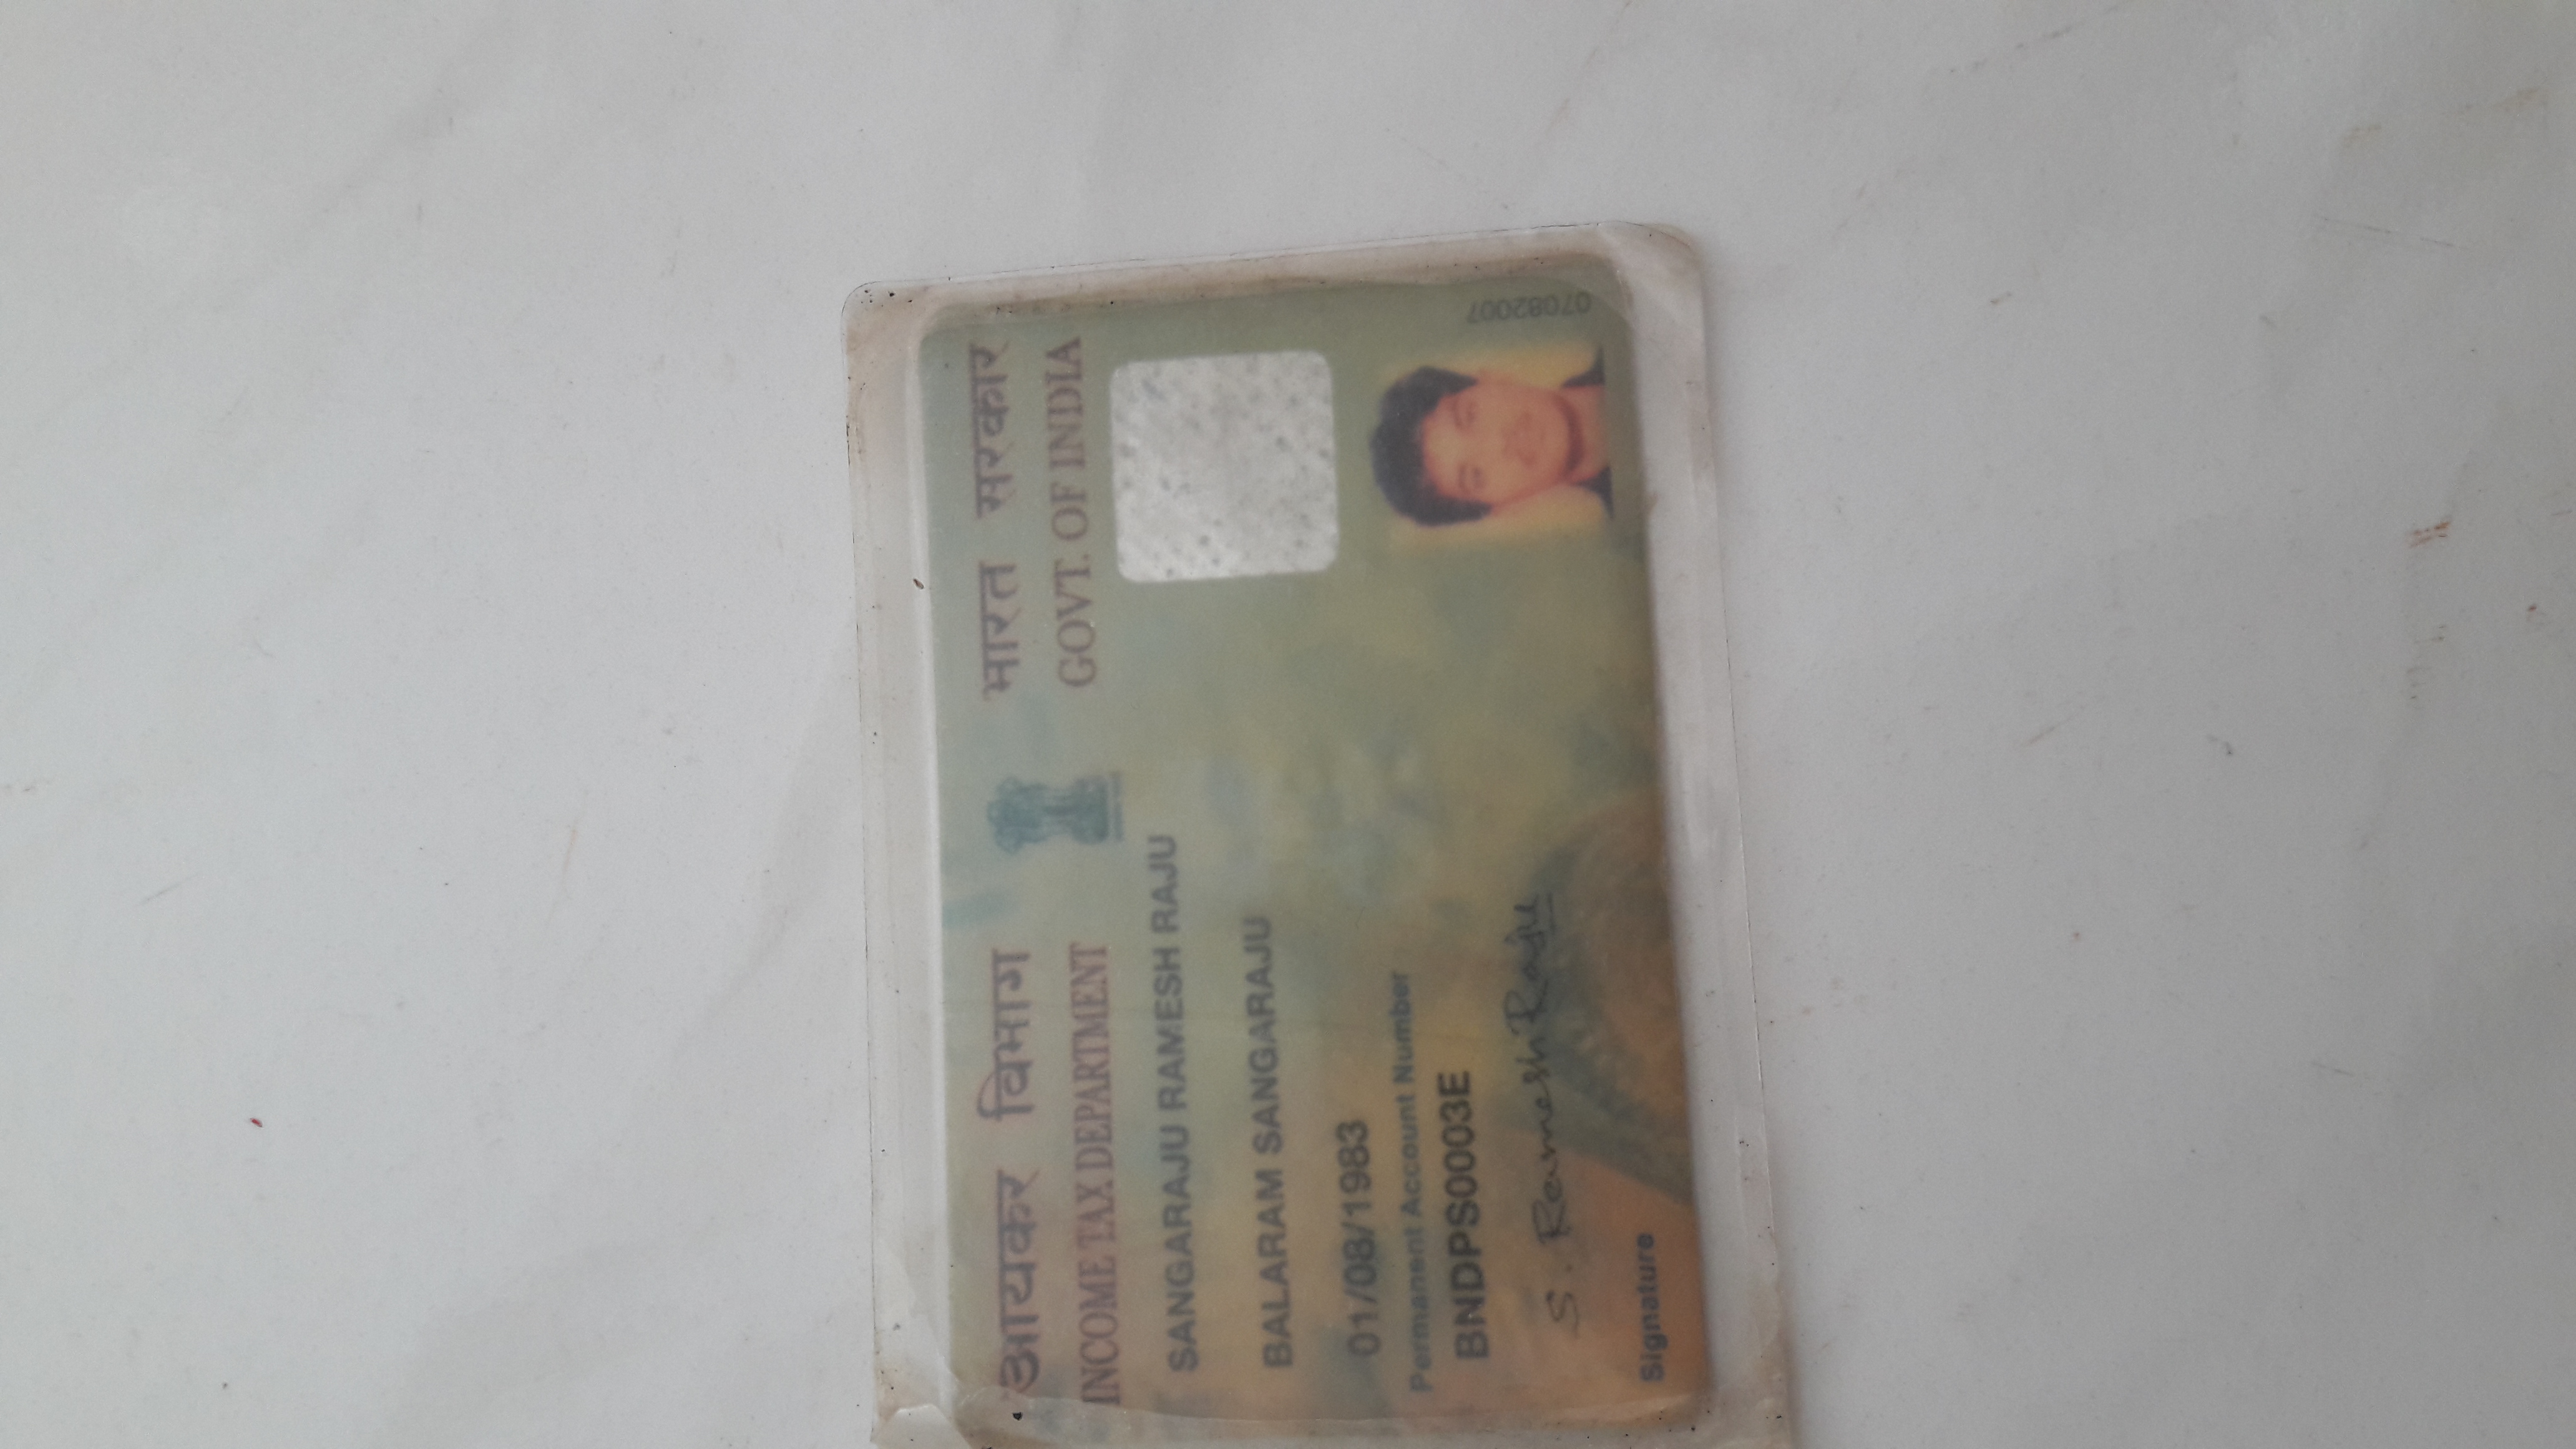 आयकर विभाग भारत सरकार
INCOME TAX DEPARTMENT GOVT. OF INDIA
SANGARAJU RAMESH RAJU
BALARAM SANGARAJU
01/08/1983
Permanent Account Number
BNDPS0003E
S. Ramesh Raju
Signature
07082007